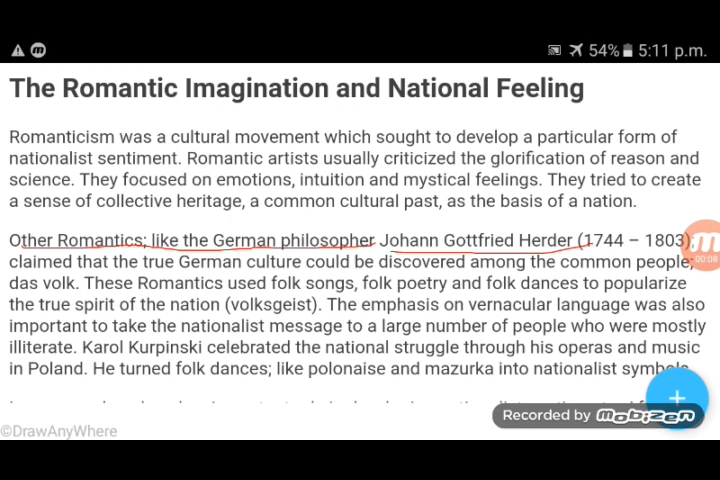 54% 5:11 p.m.
The Romantic Imagination and National Feeling
Romanticism was a cultural movement which sought to develop a particular form of
nationalist sentiment. Romantic artists usually criticized the glorification of reason and
science. They focused on emotions, intuition and mystical feelings. They tried to create
a sense of collective heritage, a common cultural past, as the basis of a nation.
Other Romantics; like the German philosopher Johann Gottfried Herder (1744 – 1803)
claimed that the true German culture could be discovered among the common people;
00:08
das volk. These Romantics used folk songs, folk poetry and folk dances to popularize
the true spirit of the nation (volksgeist). The emphasis on vernacular language was also
important to take the nationalist message to a large number of people who were mostly
illiterate. Karol Kurpinski celebrated the national struggle through his operas and music
in Poland. He turned folk dances; like polonaise and mazurka into nationalist symbols.
Recorded by mobizen
©DrawAnyWhere